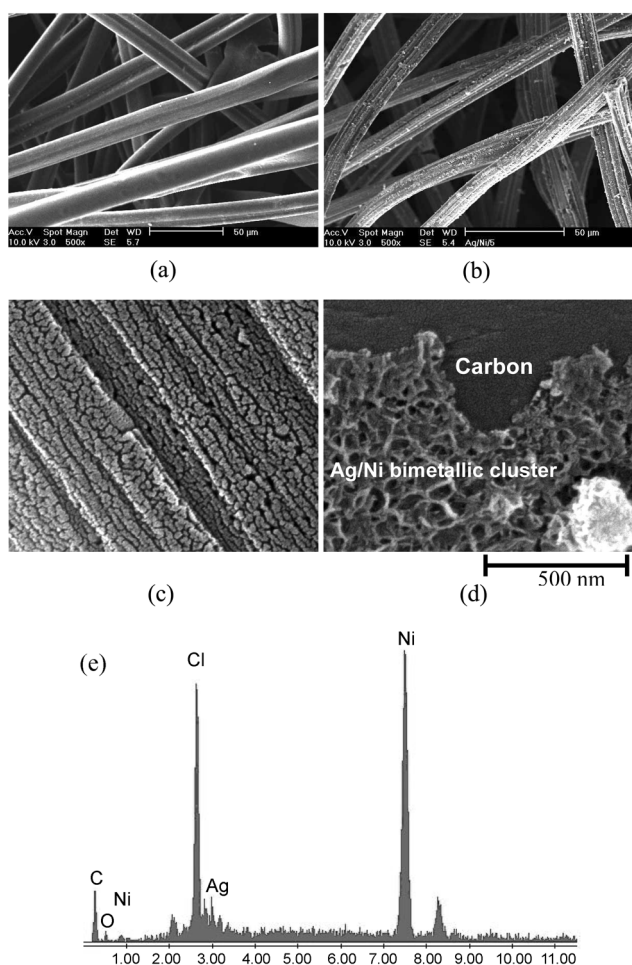 Acc.V Spot Magn Det WD 50 µm
10.0 kV 3.0 500x SE 5.7
Acc.V Spot Magn Det WD 50 µm
10.0 kV 3.0 500x SE 5.4 Ag/Ni/5
(a)
(b)
Carbon
Ag/Ni bimetallic cluster
500 nm
(c)
(d)
(e)
Cl
Ni
C
O
Ni
Ag
1.00 2.00 3.00 4.00 5.00 6.00 7.00 8.00 9.00 10.00 11.00